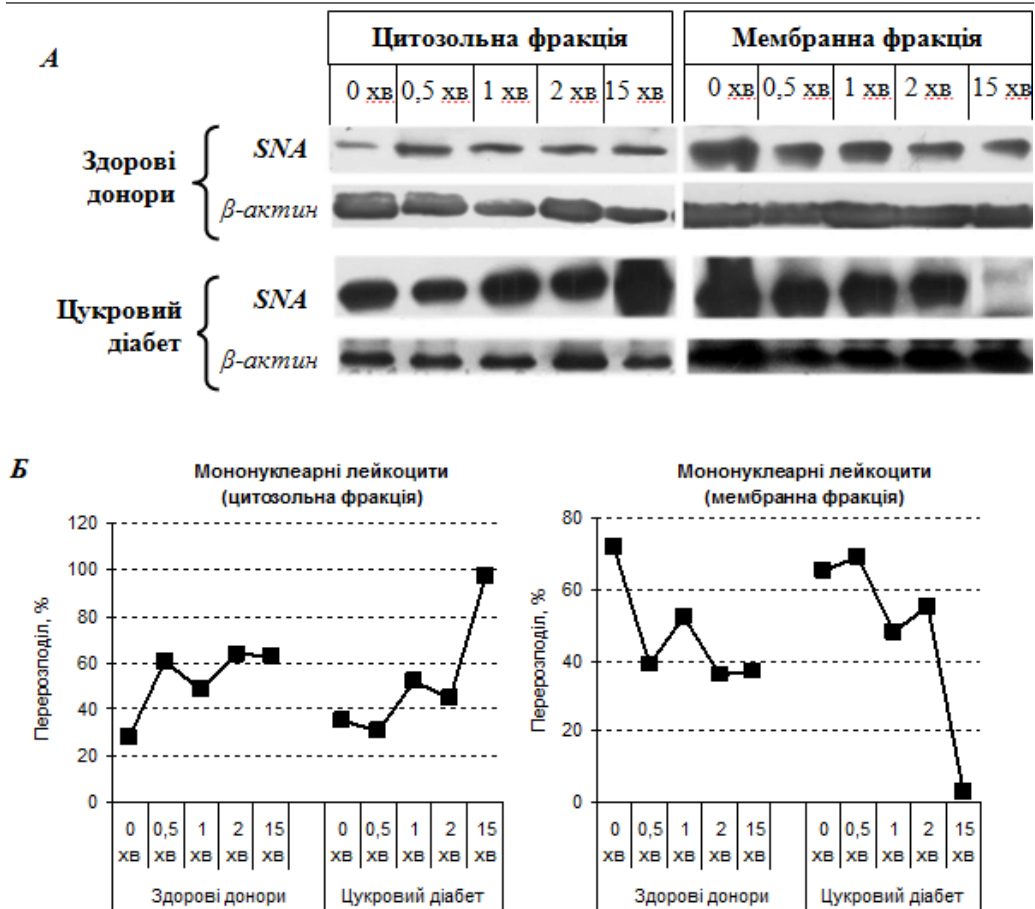 А
Цитозольна фракція Мембранна фракція
0 хв 0,5 хв 1 хв 2 хв 15 хв 0 хв 0,5 хв 1 хв 2 хв 15 хв
Здорові донори
SNA
β-актин
Цукровий діабет
SNA
β-актин
Б
Мононуклеарні лейкоцити
(цитозольна фракція)
Перерозподіл, %
120
100
80
60
40
20
0
0 хв 0,5 хв 1 хв 2 хв 15 хв 0 хв 0,5 хв 1 хв 2 хв 15 хв
Здорові донори Цукровий діабет
Мононуклеарні лейкоцити
(мембранна фракція)
Перерозподіл, %
80
60
40
20
0
0 хв 0,5 хв 1 хв 2 хв 15 хв 0 хв 0,5 хв 1 хв 2 хв 15 хв
Здорові донори Цукровий діабет